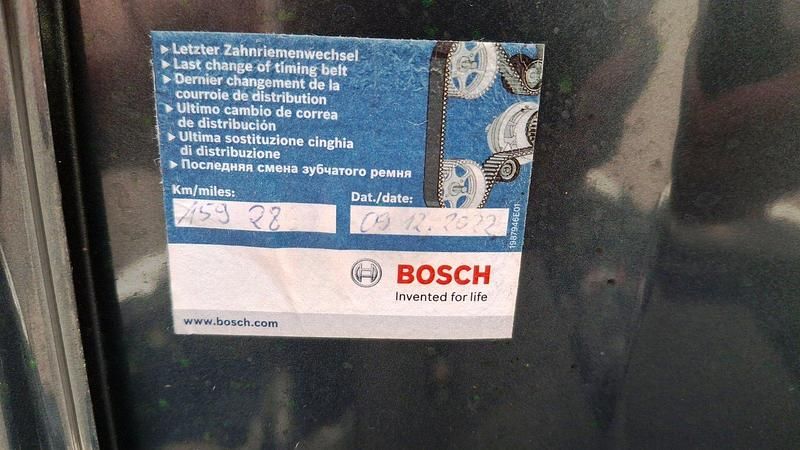 ▸ Letzter Zahnriemenwechsel
▸ Last change of timing belt
▸ Dernier changement de la
courroie de distribution
▸ Ultimo cambio de correa
de distribución
▸ Ultima sostituzione cinghia
di distribuzione
▸ Последняя смена зубчатого ремня
Km/miles: Dat./date:
159 28 09.12.2022
1987946E01
BOSCH
Invented for life
www.bosch.com